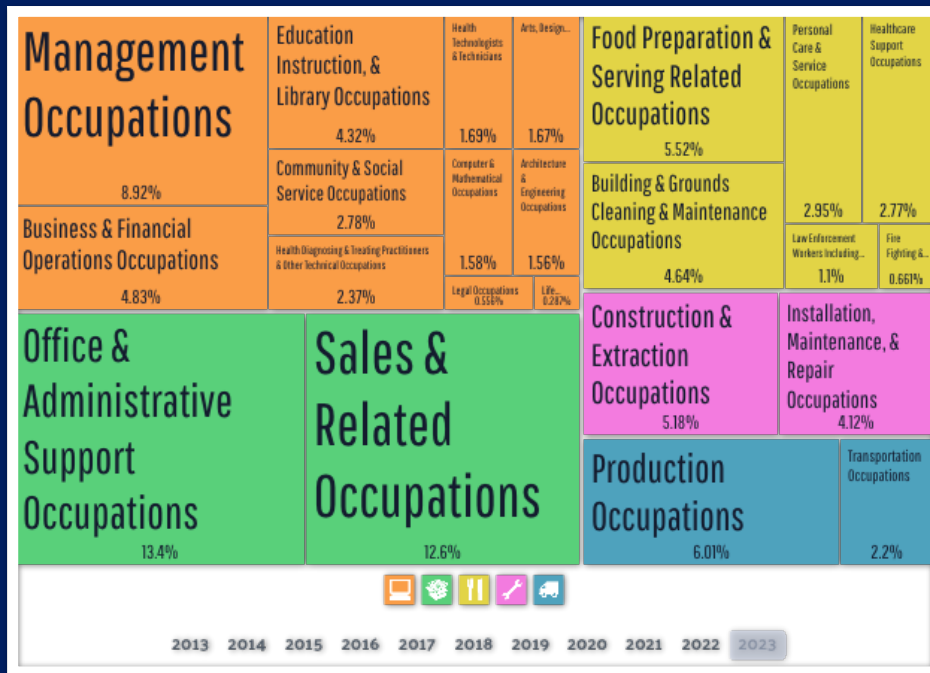 Management
Occupations
8.92%
Business & Financial
Operations Occupations
4.83%
Education
Instruction, &
Library Occupations
4.32%
Community & Social
Service Occupations
2.78%
Health Diagnosing & Treating Practitioners
& Other Technical Occupations
2.37%
Health
Technologists
& Technicians
1.69%
Arts, Design...
1.67%
Computer &
Mathematical
Occupations
1.58%
Architecture
&
Engineering
Occupations
1.56%
Legal Occupations
0.556%
Life...
0.287%
Office &
Administrative
Support
Occupations
13.4%
Sales &
Related
Occupations
12.6%
Food Preparation &
Serving Related
Occupations
5.52%
Building & Grounds
Cleaning & Maintenance
Occupations
4.64%
Personal
Care &
Service
Occupations
2.95%
Healthcare
Support
Occupations
2.77%
Law Enforcement
Workers Including...
1.1%
Fire
Fighting &...
0.661%
Construction &
Extraction
Occupations
5.18%
Installation,
Maintenance, &
Repair
Occupations
4.12%
Production
Occupations
6.01%
Transportation
Occupations
2.2%
2013 2014 2015 2016 2017 2018 2019 2020 2021 2022 2023